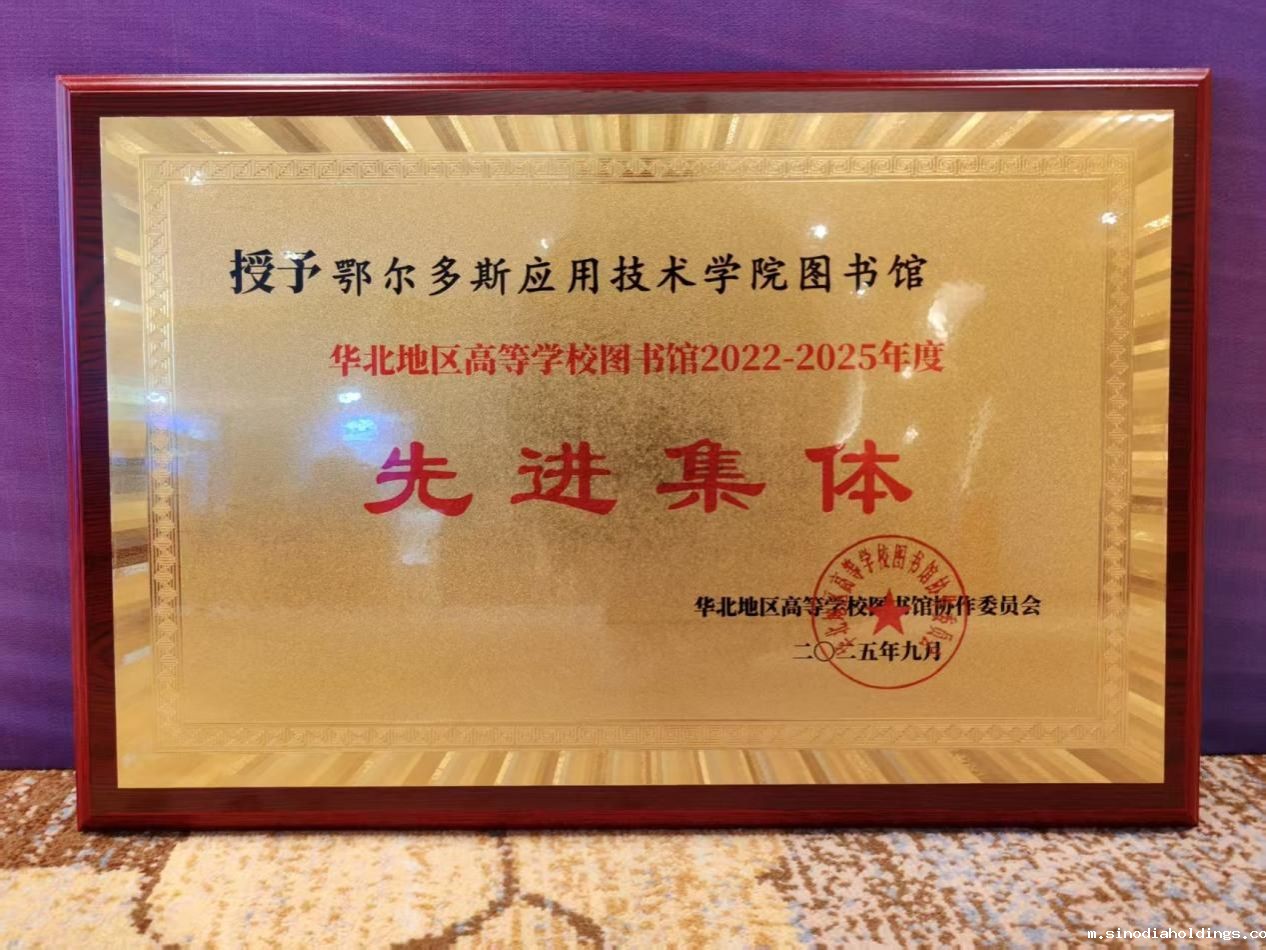 授予鄂尔多斯应用技术学院图书馆
华北地区高等学校图书馆2022-2025年度
先进集体
华北地区高等学校图书馆协作委员会
二〇二五年九月
m.sinodiaholdings.co